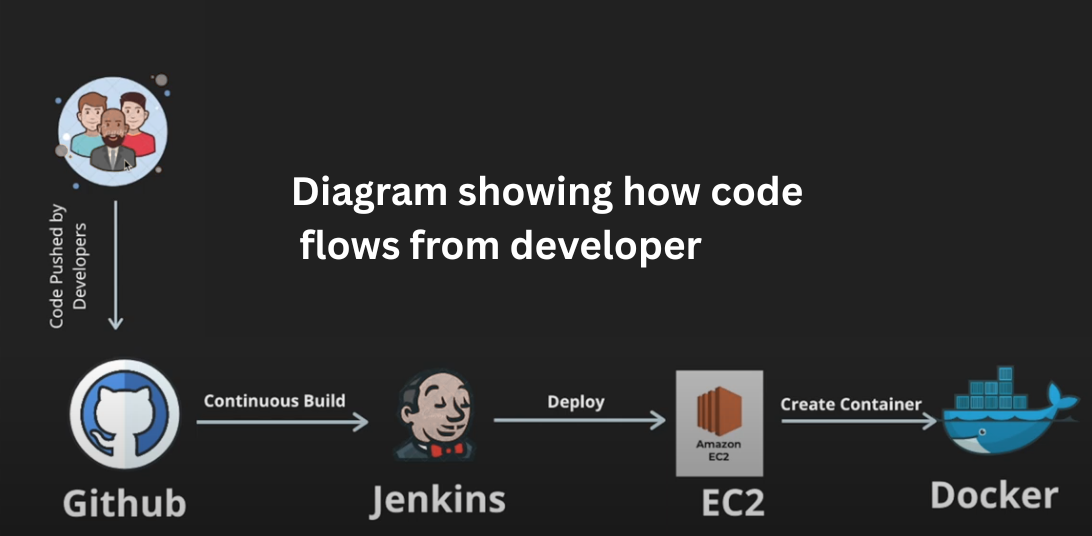 Diagram showing how code
flows from developer
Code Pushed by
Developers
Continuous Build
Deploy
Create Container
Amazon
EC2
Github
Jenkins
EC2
Docker